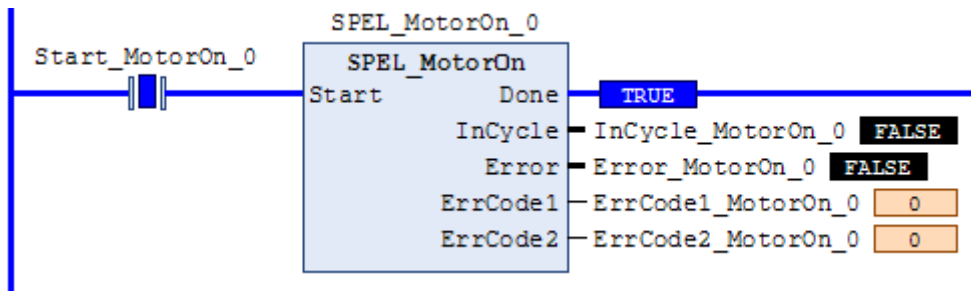 SPEL_MotorOn_0
Start_MotorOn_0
SPEL_MotorOn
Start Done TRUE
InCycle InCycle_MotorOn_0 FALSE
Error Error_MotorOn_0 FALSE
ErrCode1 ErrCode1_MotorOn_0 0
ErrCode2 ErrCode2_MotorOn_0 0